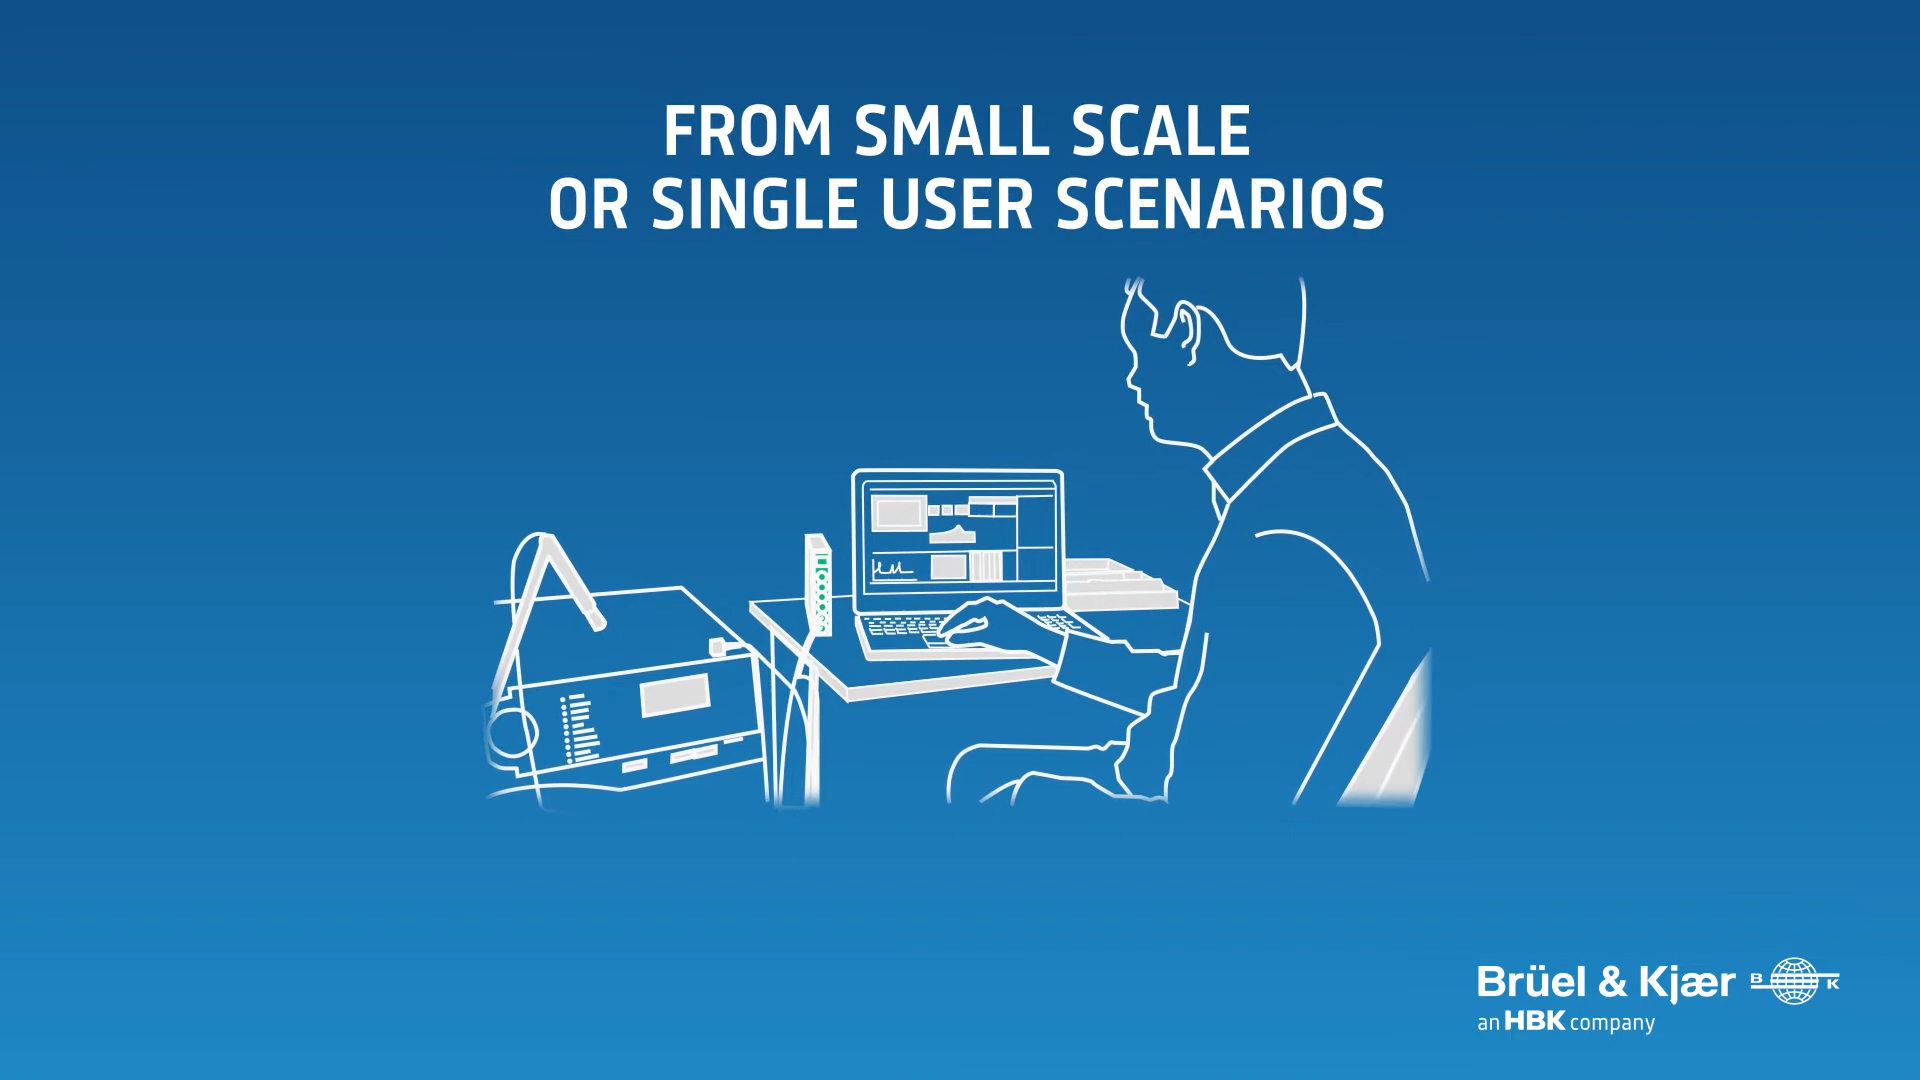 FROM SMALL SCALE
OR SINGLE USER SCENARIOS
Brüel & Kjær
B K
an HBK company